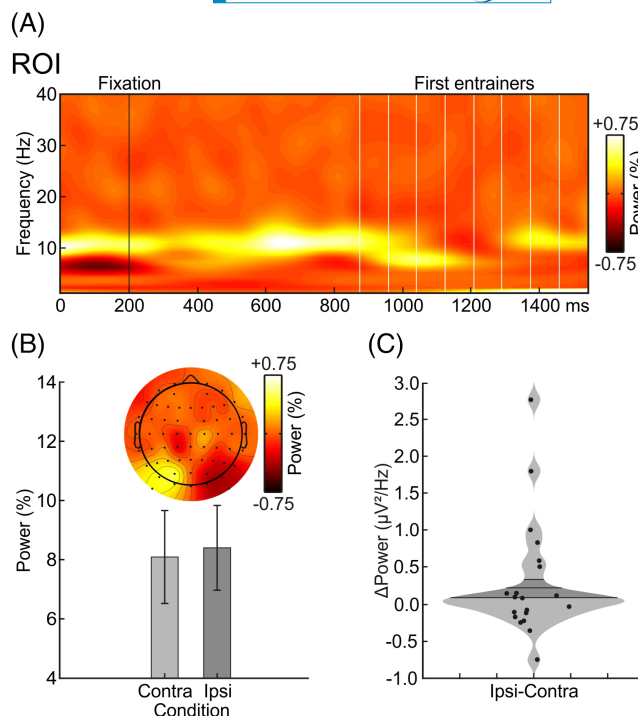 (A)
ROI
Fixation
First entrainers
40
30
20
10
Frequency (Hz)
0
200
400
600
800
1000
1200
1400 ms
+0.75
Power (%)
-0.75
(B)
14
12
10
8
6
4
Power (%)
+0.75
Power (%)
-0.75
Contra
Ipsi
Condition
(C)
3.0
2.5
2.0
1.5
1.0
0.5
0.0
-0.5
-1.0
ΔPower (µV²/Hz)
Ipsi-Contra